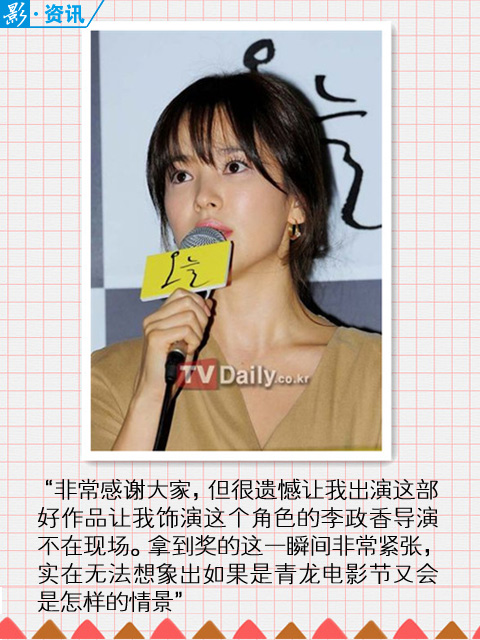 影·资讯
오늘
오늘
TVDaily.co.kr
“非常感谢大家，但很遗憾让我出演这部
好作品让我饰演这个角色的李政香导演
不在现场。拿到奖的这一瞬间非常紧张，
实在无法想象出如果是青龙电影节又会
是怎样的情景”